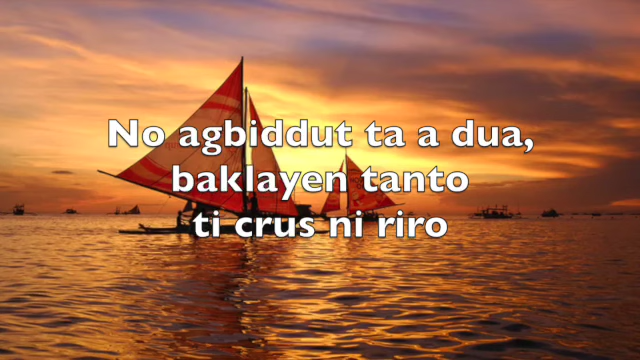 No agbiddut ta a dua,
baklayen tanto
ti crus ni riro